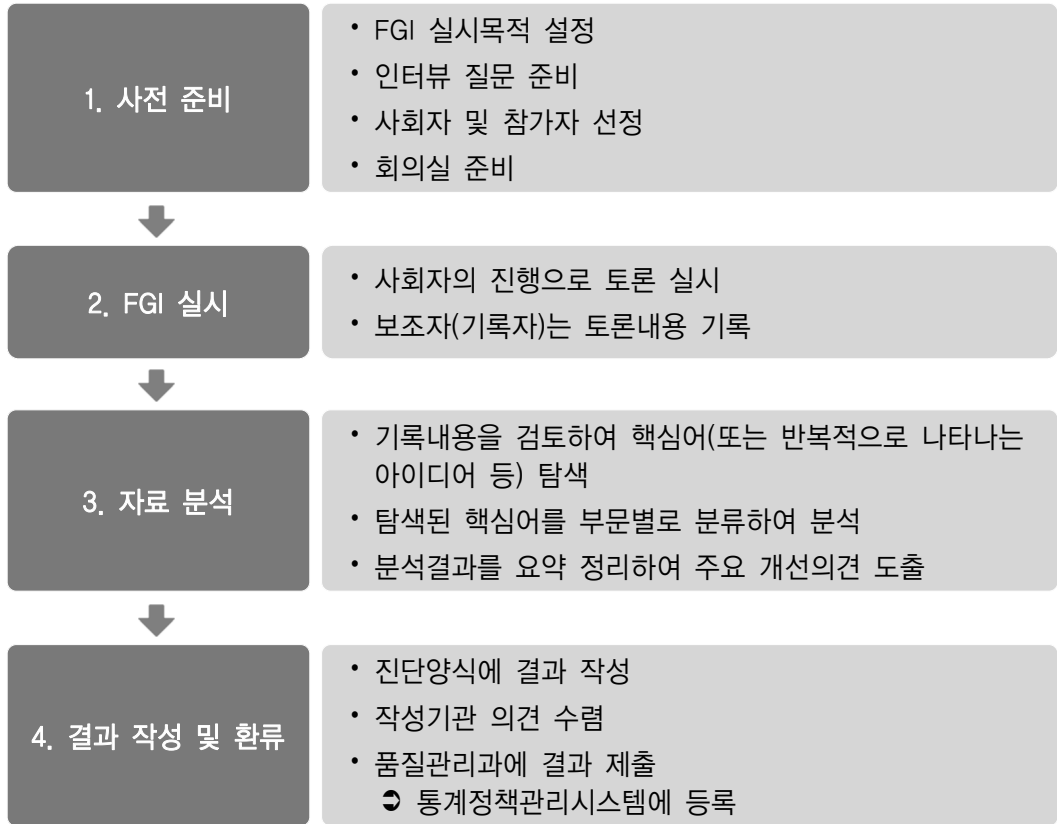 1. 사전 준비
• FGI 실시목적 설정
• 인터뷰 질문 준비
• 사회자 및 참가자 선정
• 회의실 준비
2. FGI 실시
• 사회자의 진행으로 토론 실시
• 보조자(기록자)는 토론내용 기록
3. 자료 분석
• 기록내용을 검토하여 핵심어(또는 반복적으로 나타나는
아이디어 등) 탐색
• 탐색된 핵심어를 부문별로 분류하여 분석
• 분석결과를 요약 정리하여 주요 개선의견 도출
4. 결과 작성 및 환류
• 진단양식에 결과 작성
• 작성기관 의견 수렴
• 품질관리과에 결과 제출
➲ 통계정책관리시스템에 등록